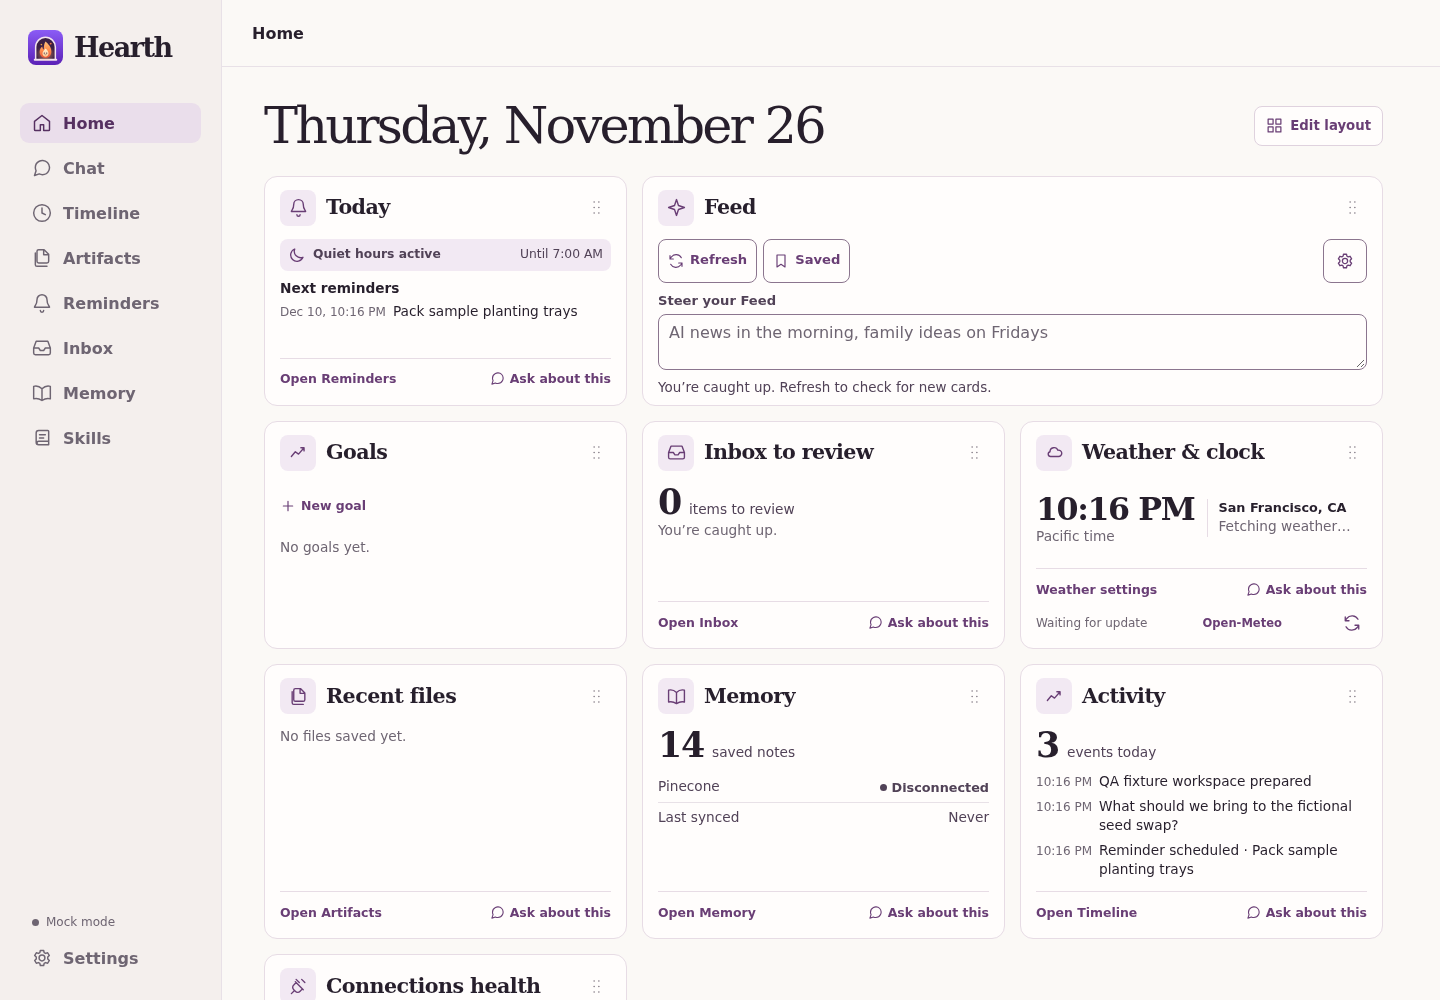 Hearth
Home
Chat
Timeline
Artifacts
Reminders
Inbox
Memory
Skills
Mock mode
Settings
Home
Thursday, November 26
Edit layout
Today
Quiet hours active Until 7:00 AM
Next reminders
Dec 10, 10:16 PM Pack sample planting trays
Open Reminders Ask about this
Feed
Refresh Saved
Steer your Feed
AI news in the morning, family ideas on Fridays
You’re caught up. Refresh to check for new cards.
Goals
New goal
No goals yet.
Inbox to review
0 items to review
You’re caught up.
Open Inbox Ask about this
Weather & clock
10:16 PM
Pacific time
San Francisco, CA
Fetching weather…
Weather settings Ask about this
Waiting for update Open-Meteo
Recent files
No files saved yet.
Open Artifacts Ask about this
Memory
14 saved notes
Pinecone Disconnected
Last synced Never
Open Memory Ask about this
Activity
3 events today
10:16 PM QA fixture workspace prepared
10:16 PM What should we bring to the fictional
seed swap?
10:16 PM Reminder scheduled · Pack sample
planting trays
Open Timeline Ask about this
Connections health